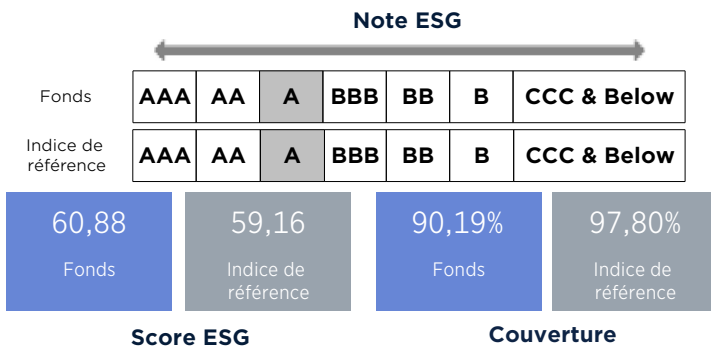 Note ESG
Fonds AAA AA A BBB BB B CCC & Below
Indice de
référence
AAA AA A BBB BB B CCC & Below
60,88 59,16 90,19% 97,80%
Fonds Indice de Fonds Indice de
référence référence
Score ESG Couverture